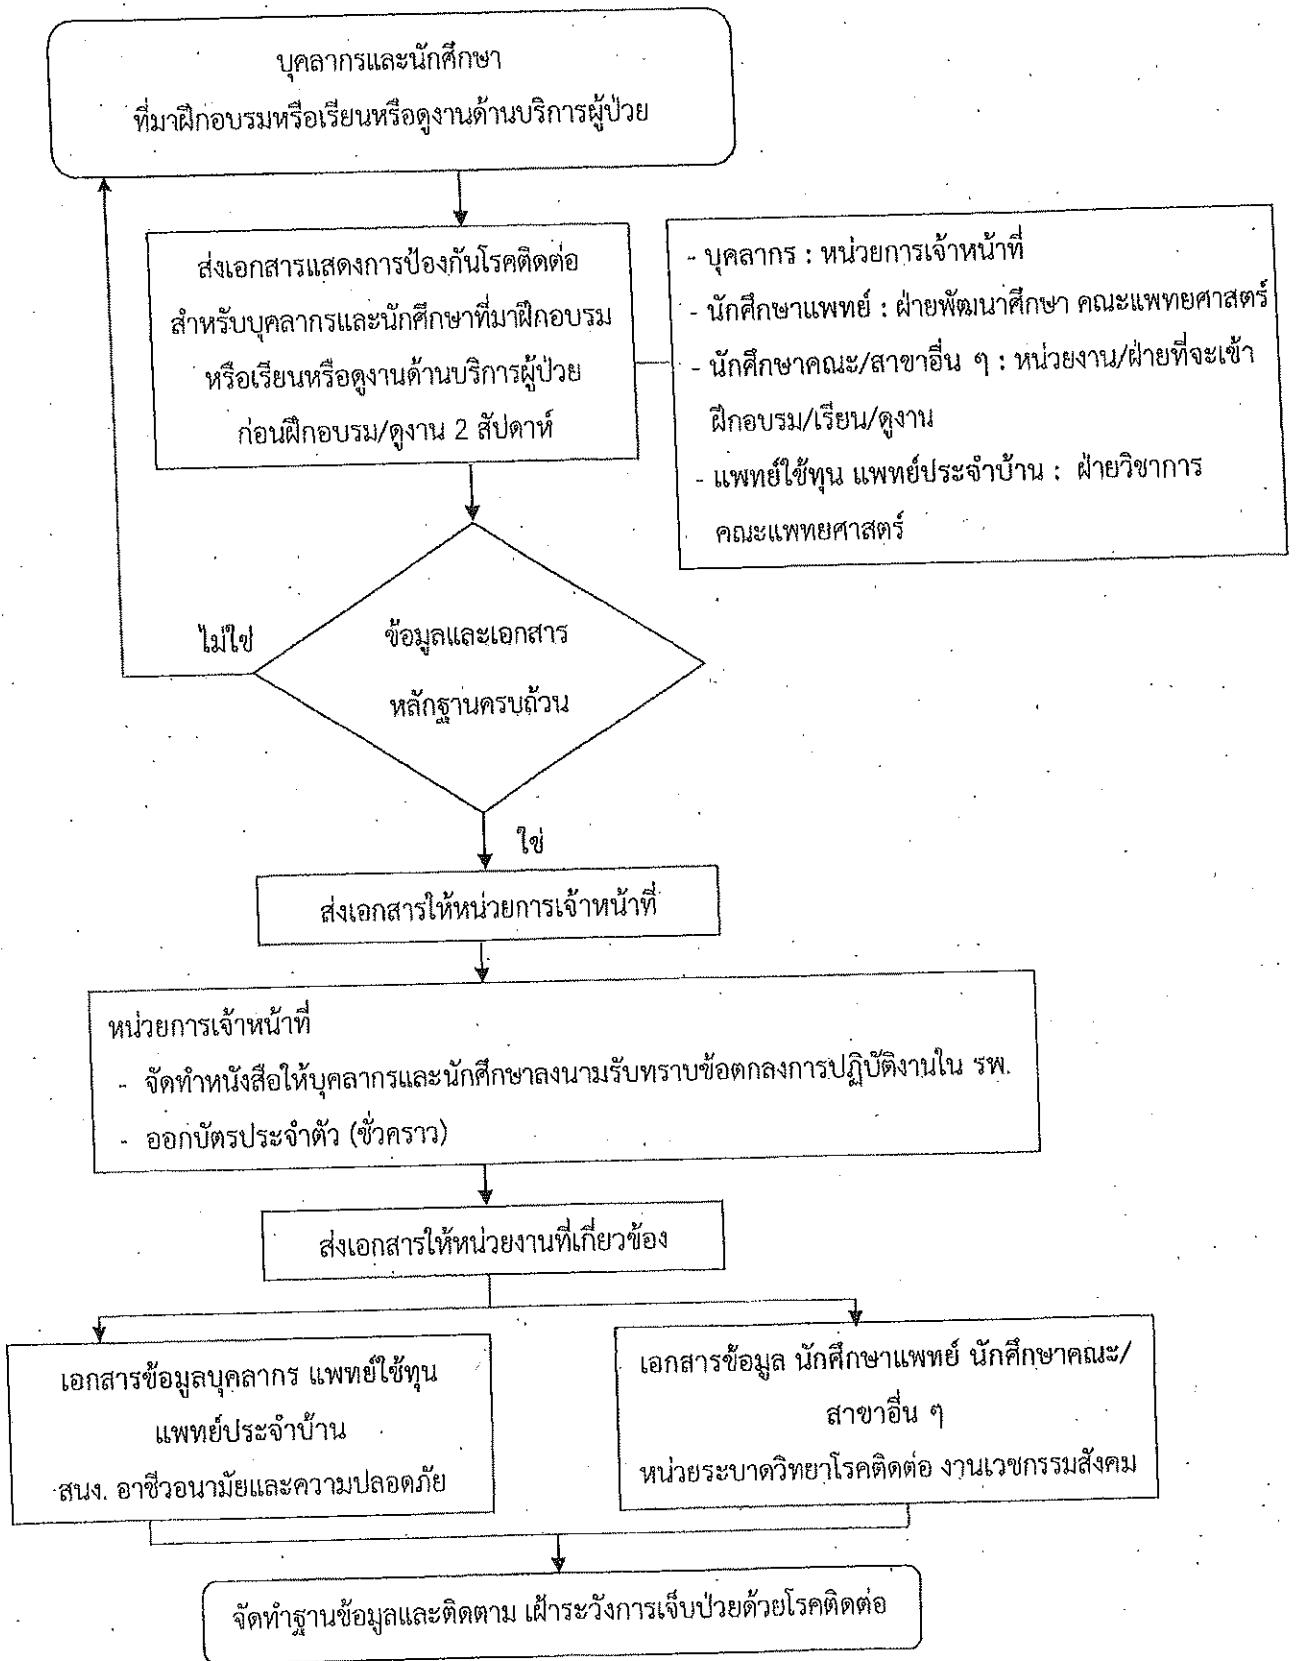 บุคลากรและนักศึกษา
ที่มาฝึกอบรมหรือเรียนหรือดูงานด้านบริการผู้ป่วย
ส่งเอกสารแสดงการป้องกันโรคติดต่อ
สำหรับบุคลากรและนักศึกษาที่มาฝึกอบรม
หรือเรียนหรือดูงานด้านบริการผู้ป่วย
ก่อนฝึกอบรม/ดูงาน 2 สัปดาห์
- บุคลากร : หน่วยการเจ้าหน้าที่
- นักศึกษาแพทย์ : ฝ่ายพัฒนาศึกษา คณะแพทยศาสตร์
- นักศึกษาคณะ/สาขาอื่น ๆ : หน่วยงาน/ฝ่ายที่จะเข้า
ฝึกอบรม/เรียน/ดูงาน
- แพทย์ใช้ทุน แพทย์ประจำบ้าน : ฝ่ายวิชาการ
คณะแพทยศาสตร์
ไม่ใช่
ข้อมูลและเอกสาร
หลักฐานครบถ้วน
ใช่
ส่งเอกสารให้หน่วยการเจ้าหน้าที่
หน่วยการเจ้าหน้าที่
- จัดทำหนังสือให้บุคลากรและนักศึกษาลงนามรับทราบข้อตกลงการปฏิบัติงานใน รพ.
- ออกบัตรประจำตัว (ชั่วคราว)
ส่งเอกสารให้หน่วยงานที่เกี่ยวข้อง
เอกสารข้อมูลบุคลากร แพทย์ใช้ทุน
แพทย์ประจำบ้าน
สนง. อาชีวอนามัยและความปลอดภัย
เอกสารข้อมูล นักศึกษาแพทย์ นักศึกษาคณะ/
สาขาอื่น ๆ
หน่วยระบาดวิทยาโรคติดต่อ งานเวชกรรมสังคม
จัดทำฐานข้อมูลและติดตาม เฝ้าระวังการเจ็บป่วยด้วยโรคติดต่อ